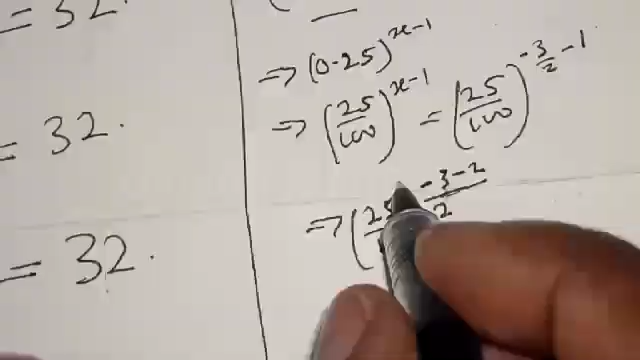 = 32.
= 32.
= 32.
=> (0.25)^{x-1}
=> (25/100)^{x-1} = (25/100)^{-3/2 - 1}
=> (25 ^{-3-2/2}